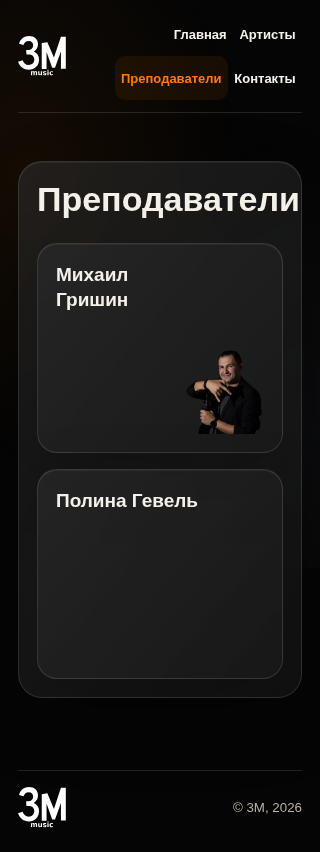 3M
music
Главная Артисты
Преподаватели Контакты
Преподаватели
Михаил
Гришин
Полина Гевель
3M
music
© 3M, 2026